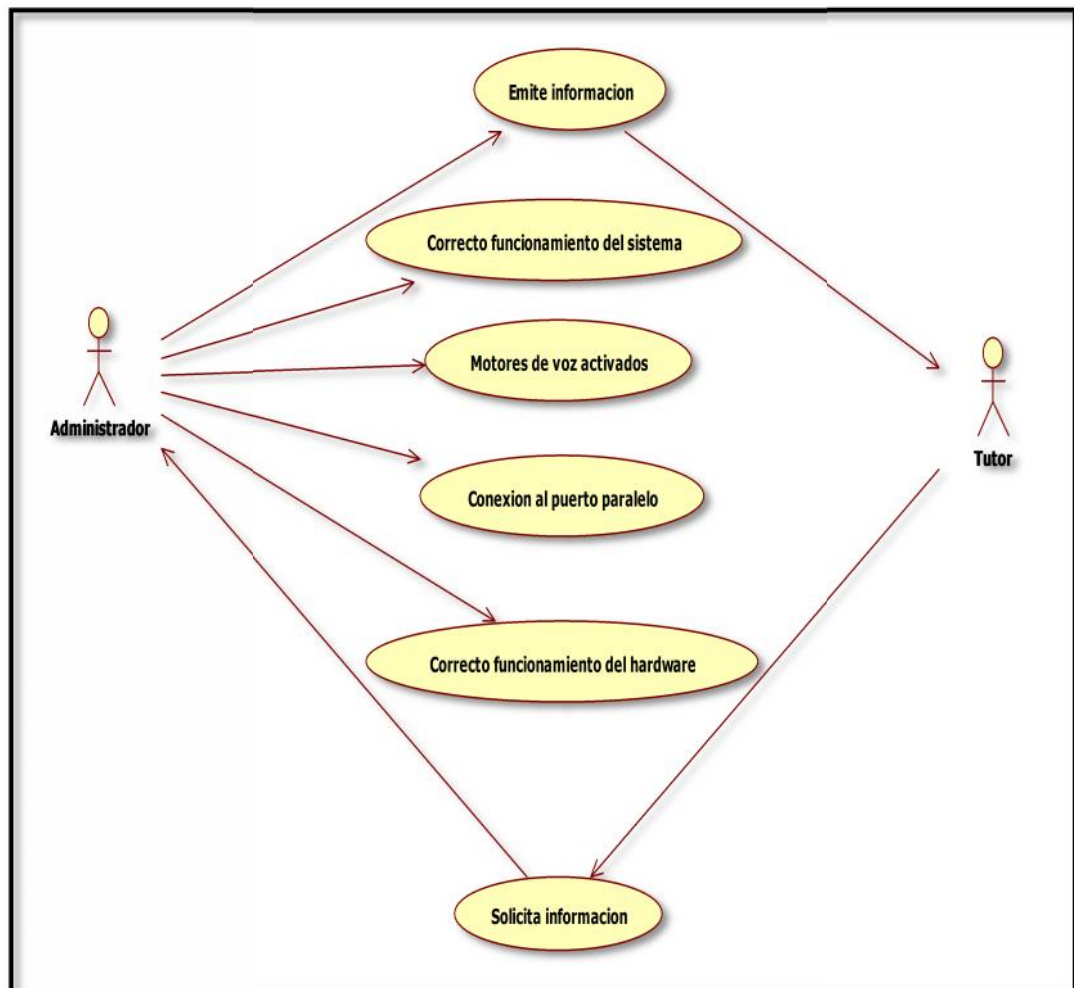 Emite informacion
Correcto funcionamiento del sistema
Motores de voz activados
Administrador
Tutor
Conexion al puerto paralelo
Correcto funcionamiento del hardware
Solicita informacion